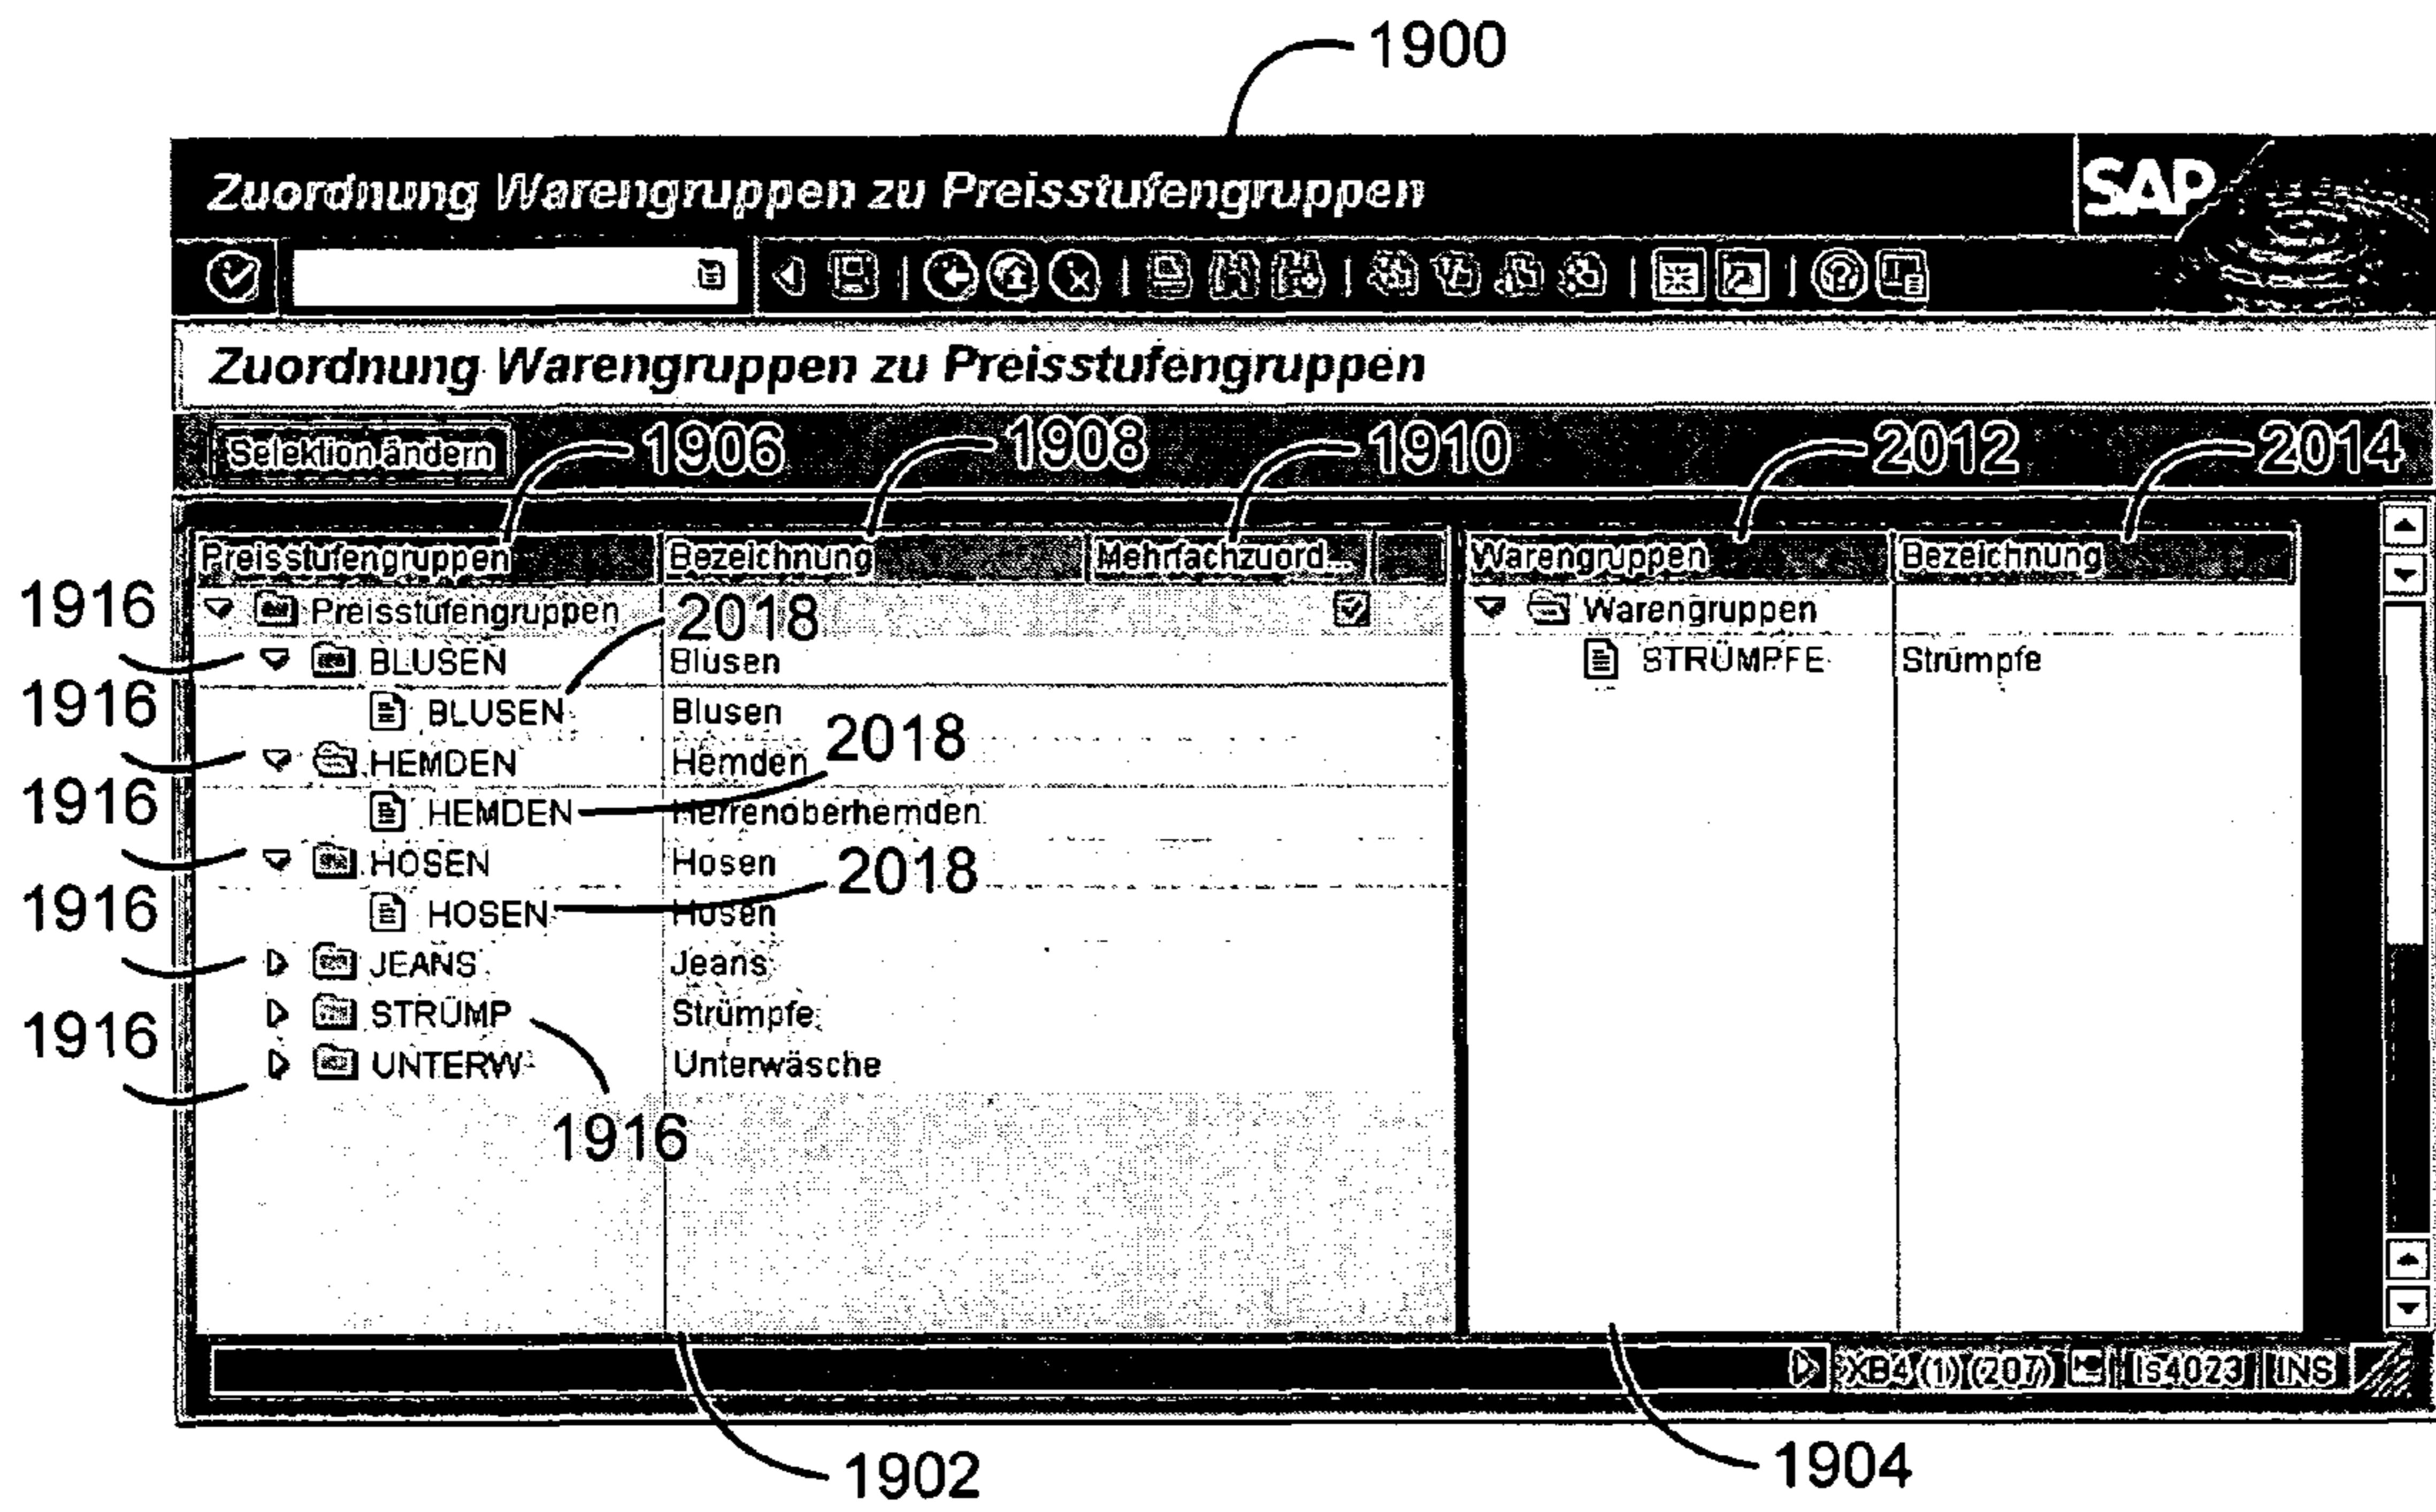 1900
Zuordnung Warengruppen zu Preisstufengruppen SAP
Zuordnung Warengruppen zu Preisstufengruppen
Selektion ändern 1906 1908 1910 2012 2014
Preisstufengruppen Bezeichnung Mehrfachzuord... Warengruppen Bezeichnung
1916 Preisstufengruppen 2018 Warengruppen
BLUSEN Blusen STRÜMPFE Strümpfe
1916 BLUSEN Blusen
HEMDEN Hemden 2018
1916 HEMDEN Herrenoberhemden
HOSEN Hosen 2018
1916 HOSEN Hosen
JEANS Jeans
STRÜMP Strümpfe
1916 UNTERW Unterwäsche
1916
XB4 (1) (207) ls4023 INS
1902 1904